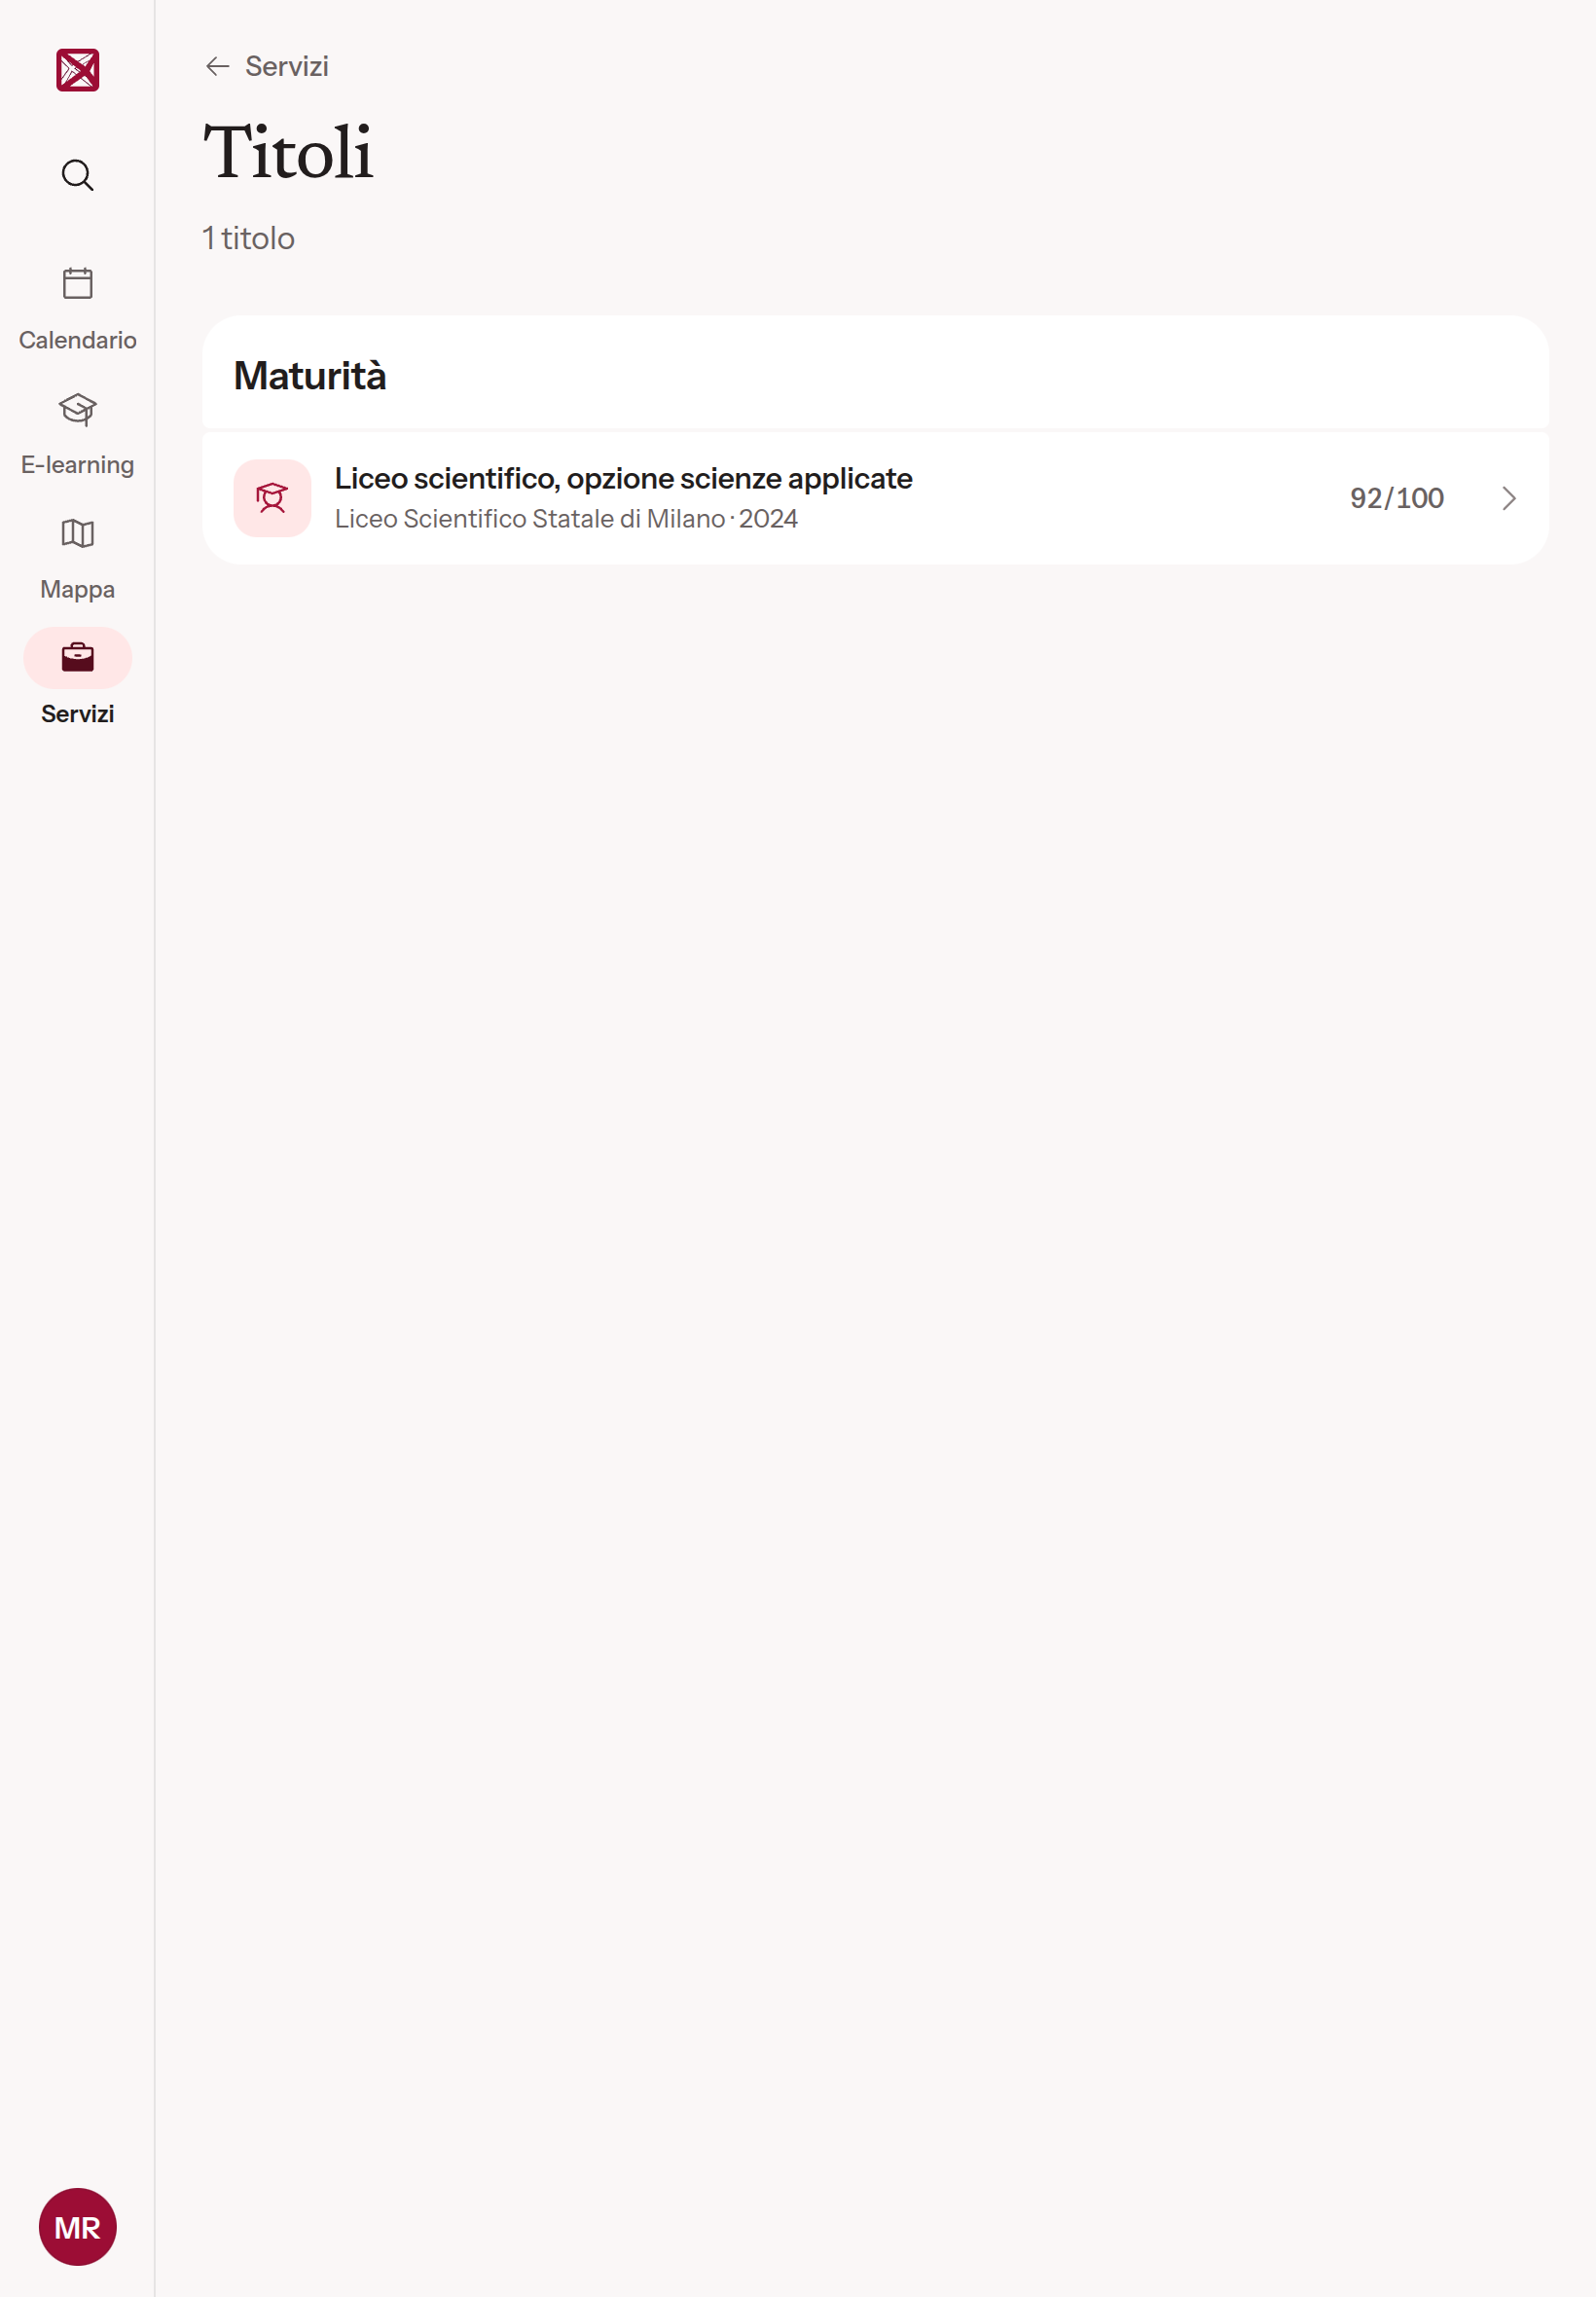 Servizi
Titoli
1 titolo
Calendario
E-learning
Mappa
Servizi
Maturità
Liceo scientifico, opzione scienze applicate
Liceo Scientifico Statale di Milano · 2024
92/100
MR